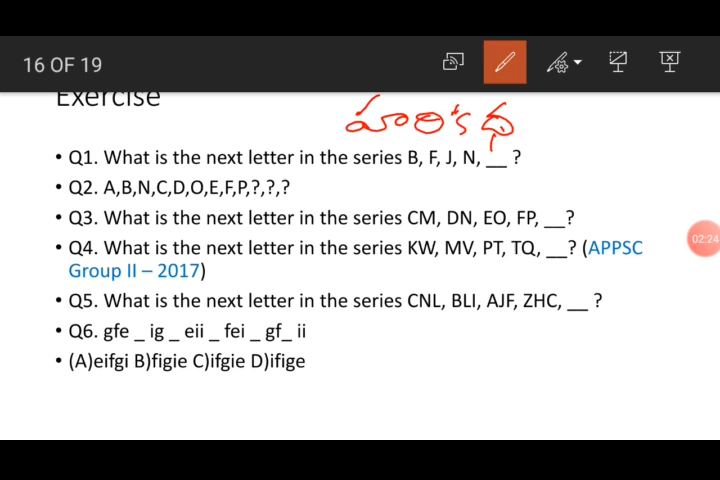 16 OF 19
Exercise
• Q1. What is the next letter in the series B, F, J, N, __ ?
• Q2. A,B,N,C,D,O,E,F,P,?,?,?
• Q3. What is the next letter in the series CM, DN, EO, FP, __?
• Q4. What is the next letter in the series KW, MV, PT, TQ, __? (APPSC
Group II – 2017)
• Q5. What is the next letter in the series CNL, BLI, AJF, ZHC, __ ?
• Q6. gfe _ ig _ eii _ fei _ gf_ ii
• (A)eifgi B)figie C)ifgie D)ifige
02:24